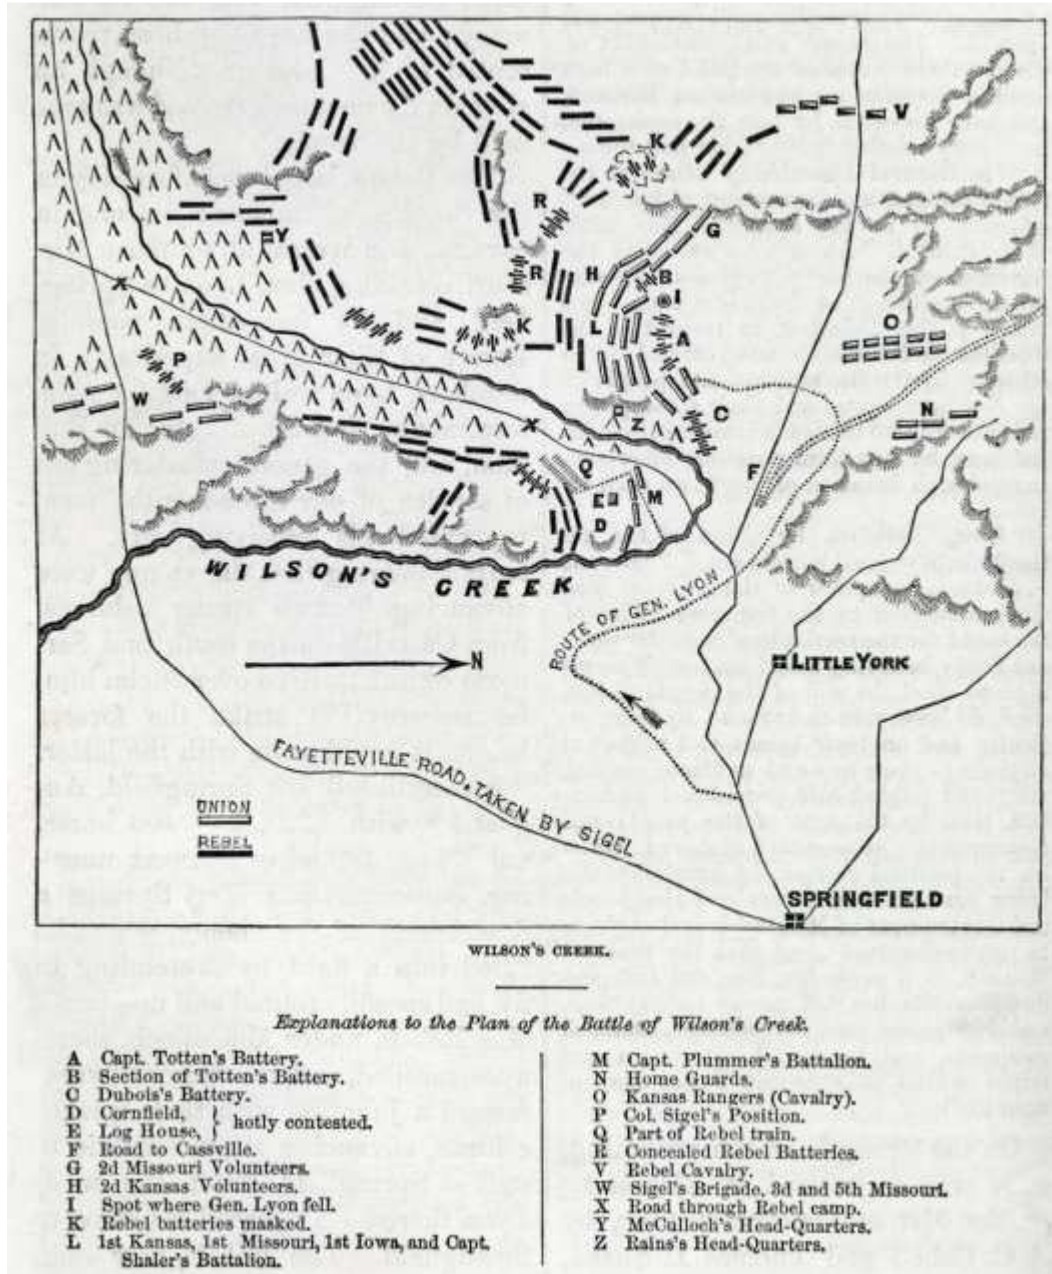 V
K
R
G
Y
R
H
B
I
K
L
A
O
P
W
P
Z
C
N
F
Q
E
M
D
WILSON'S CREEK
ROUTE OF GEN. LYON
N
LITTLE YORK
FAYETTEVILLE ROAD, TAKEN BY SIGEL
UNION
REBEL
SPRINGFIELD
WILSON'S CREEK.
Explanations to the Plan of the Battle of Wilson's Creek.
A Capt. Totten's Battery.
B Section of Totten's Battery.
C Dubois's Battery.
D Cornfield, } hotly contested.
E Log House,
F Road to Cassville.
G 2d Missouri Volunteers.
H 2d Kansas Volunteers.
I Spot where Gen. Lyon fell.
K Rebel batteries masked.
L 1st Kansas, 1st Missouri, 1st Iowa, and Capt.
Shaler's Battalion.
M Capt. Plummer's Battalion.
N Home Guards.
O Kansas Rangers (Cavalry).
P Col. Sigel's Position.
Q Part of Rebel train.
R Concealed Rebel Batteries.
V Rebel Cavalry.
W Sigel's Brigade, 3d and 5th Missouri.
X Road through Rebel camp.
Y McCulloch's Head-Quarters.
Z Rains's Head-Quarters.